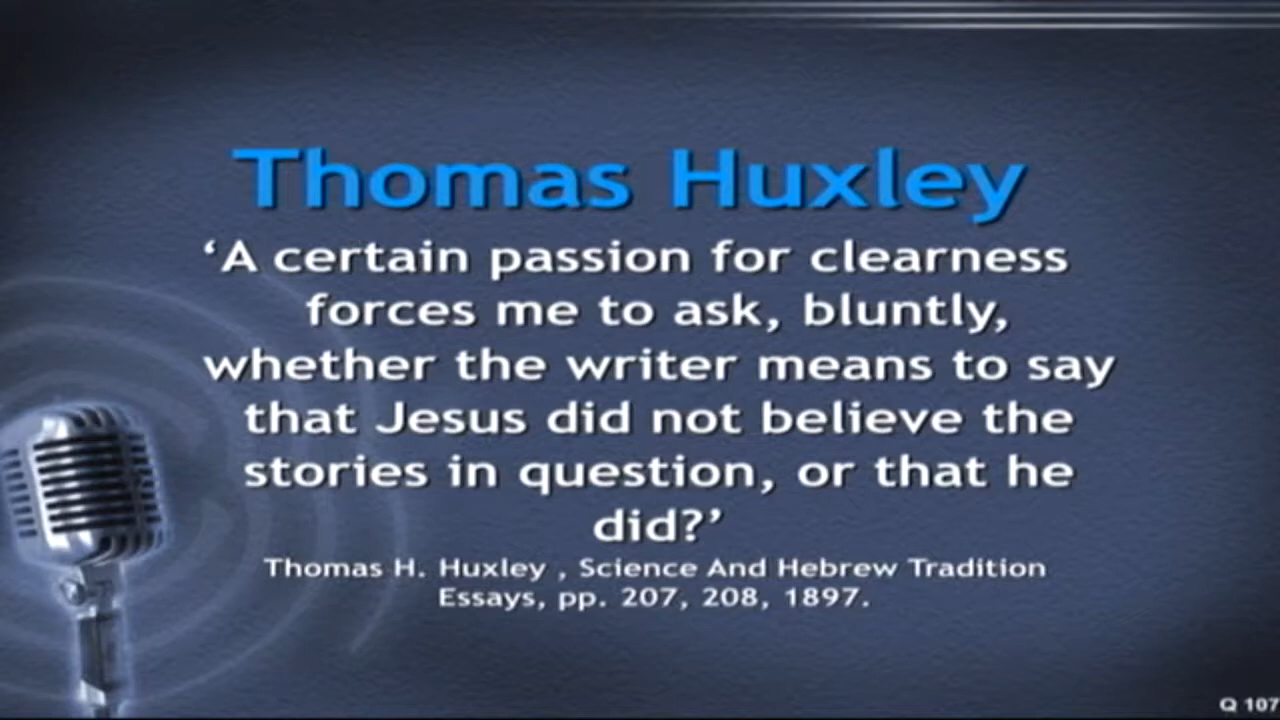 Thomas Huxley
‘A certain passion for clearness
forces me to ask, bluntly,
whether the writer means to say
that Jesus did not believe the
stories in question, or that he
did?’
Thomas H. Huxley , Science And Hebrew Tradition
Essays, pp. 207, 208, 1897.
Q 107